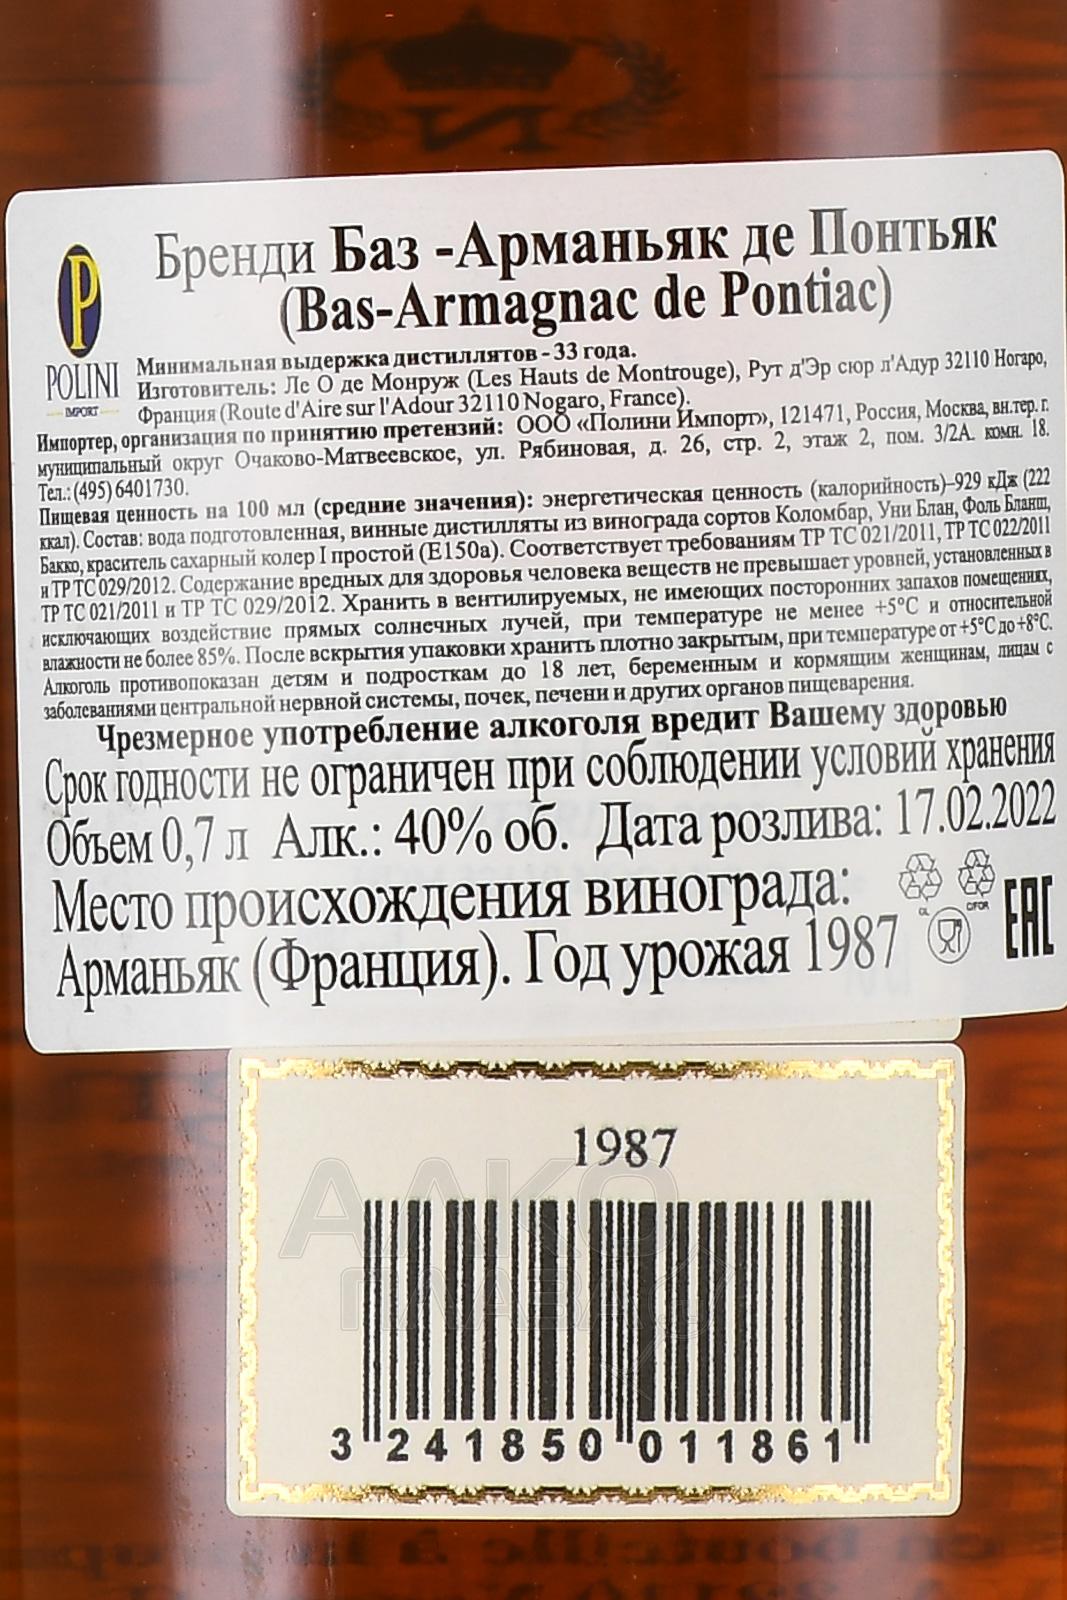 Бренди Баз -Арманьяк де Понтьяк
(Bas-Armagnac de Pontiac)
P
POLINI
IMPORT
Минимальная выдержка дистиллятов - 33 года.
Изготовитель: Ле О де Монруж (Les Hauts de Montrouge), Рут д'Эр сюр л'Адур 32110 Ногаро,
Франция (Route d'Aire sur l'Adour 32110 Nogaro, France).
Импортер, организация по принятию претензий: ООО «Полини Импорт», 121471, Россия, Москва, вн.тер. г.
муниципальный округ Очаково-Матвеевское, ул. Рябиновая, д. 26, стр. 2, этаж 2, пом. 3/2А. комн. 18.
Тел.: (495) 6401730.
Пищевая ценность на 100 мл (средние значения): энергетическая ценность (калорийность)–929 кДж (222
ккал). Состав: вода подготовленная, винные дистилляты из винограда сортов Коломбар, Уни Блан, Фоль Бланш,
Бакко, краситель сахарный колер I простой (Е150а). Соответствует требованиям ТР ТС 021/2011, ТР ТС 022/2011
и ТР ТС 029/2012. Содержание вредных для здоровья человека веществ не превышает уровней, установленных в
ТР ТС 021/2011 и ТР ТС 029/2012. Хранить в вентилируемых, не имеющих посторонних запахов помещениях,
исключающих воздействие прямых солнечных лучей, при температуре не менее +5°С и относительной
влажности не более 85%. После вскрытия упаковки хранить плотно закрытым, при температуре от +5°С до +8°С.
Алкоголь противопоказан детям и подросткам до 18 лет, беременным и кормящим женщинам, лицам с
заболеваниями центральной нервной системы, почек, печени и других органов пищеварения.
Чрезмерное употребление алкоголя вредит Вашему здоровью
Срок годности не ограничен при соблюдении условий хранения
Объем 0,7 л Алк.: 40% об. Дата розлива: 17.02.2022
Место происхождения винограда:
Арманьяк (Франция). Год урожая 1987
GL C/FOR
EAC
1987
АЛКО
ПЛАЗА
3 241850 011861